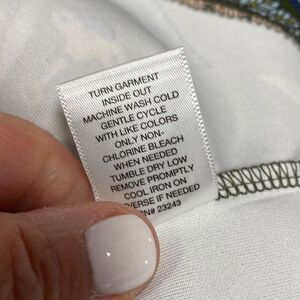 TURN GARMENT
INSIDE OUT
MACHINE WASH COLD
GENTLE CYCLE
WITH LIKE COLORS
ONLY NON-
CHLORINE BLEACH
WHEN NEEDED
TUMBLE DRY LOW
REMOVE PROMPTLY
COOL IRON ON
VERSE IF NEEDED
N# 23243